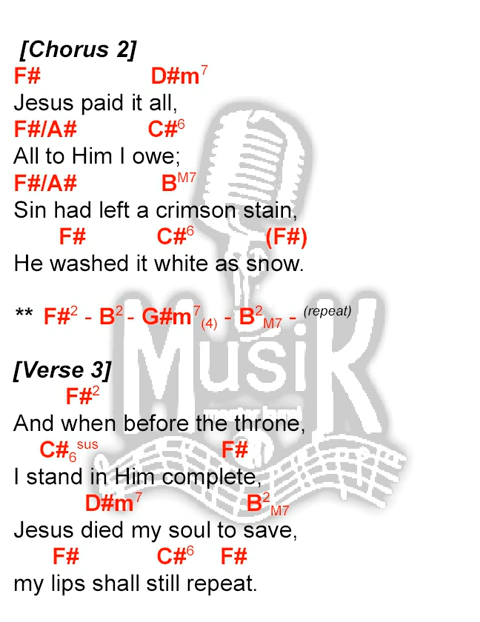 [Chorus 2]
F# D#m7
Jesus paid it all,
F#/A# C#6
All to Him I owe;
F#/A# BM7
Sin had left a crimson stain,
F# C#6 (F#)
He washed it white as snow.
** F#2 - B2 - G#m7(4) - B2M7 - (repeat)
[Verse 3]
F#2
And when before the throne,
C#6sus F#
I stand in Him complete,
D#m7 B2M7
Jesus died my soul to save,
F# C#6 F#
my lips shall still repeat.
MusiK